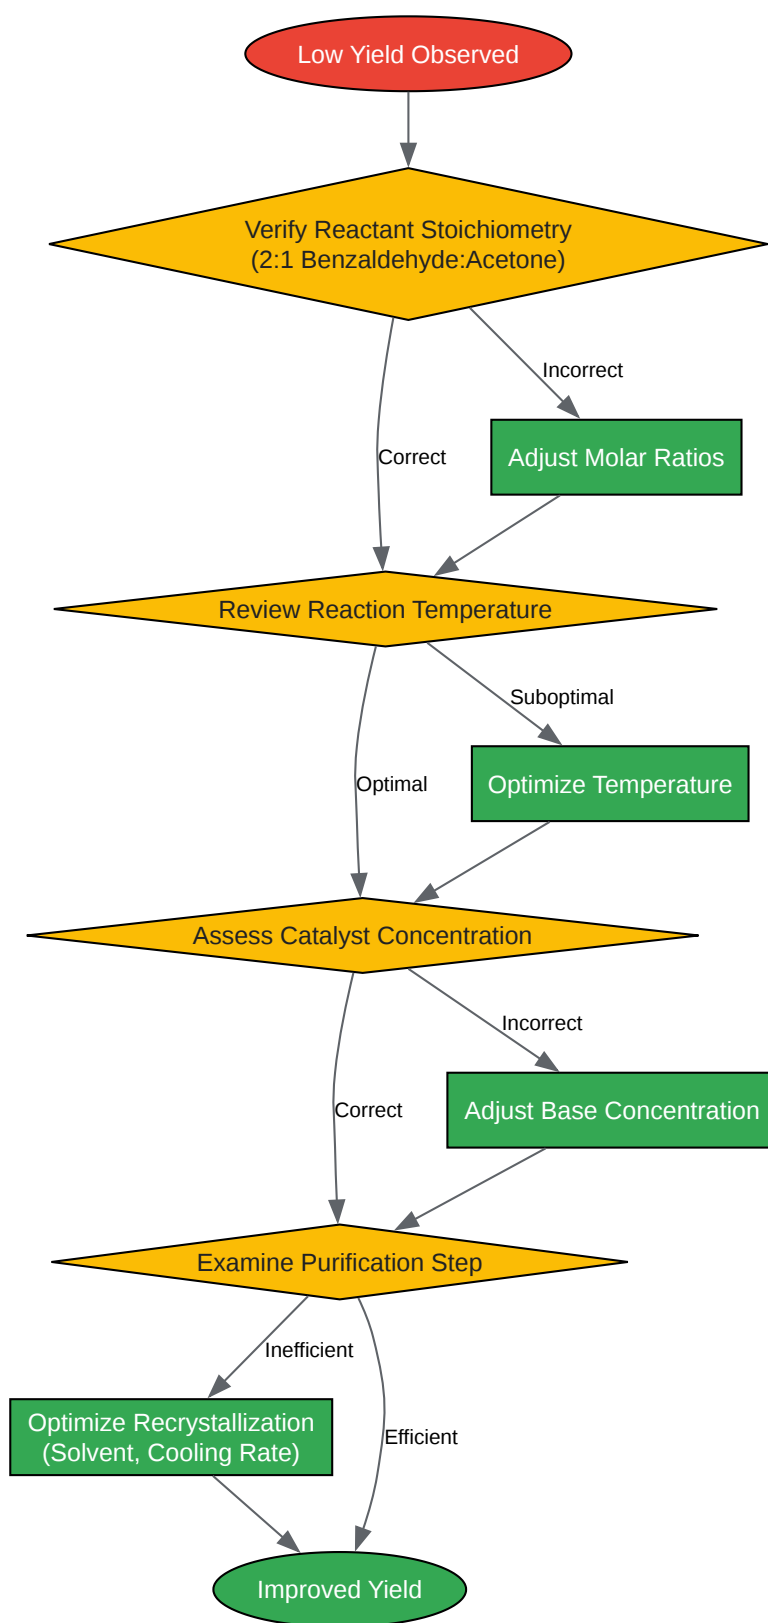 Low Yield Observed
Verify Reactant Stoichiometry
(2:1 Benzaldehyde:Acetone)
Incorrect
Correct
Adjust Molar Ratios
Review Reaction Temperature
Suboptimal
Optimal
Optimize Temperature
Assess Catalyst Concentration
Incorrect
Correct
Adjust Base Concentration
Examine Purification Step
Inefficient
Optimize Recrystallization
(Solvent, Cooling Rate)
Efficient
Improved Yield